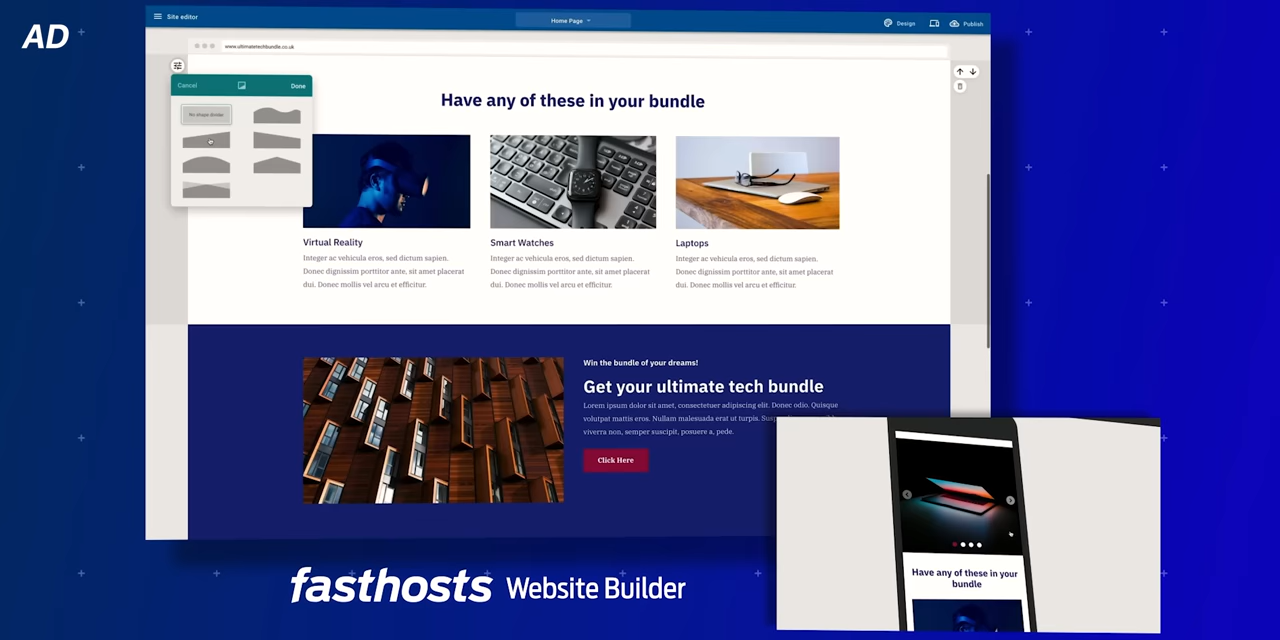 AD
Site editor
Home Page
Design
Publish
www.ultimatetechbundle.co.uk
Cancel
Done
No shape divider
Have any of these in your bundle
Virtual Reality
Integer ac vehicula eros, sed dictum sapien.
Donec dignissim porttitor ante, sit amet placerat
dui. Donec mollis vel arcu et efficitur.
Smart Watches
Integer ac vehicula eros, sed dictum sapien.
Donec dignissim porttitor ante, sit amet placerat
dui. Donec mollis vel arcu et efficitur.
Laptops
Integer ac vehicula eros, sed dictum sapien.
Donec dignissim porttitor ante, sit amet placerat
dui. Donec mollis vel arcu et efficitur.
Win the bundle of your dreams!
Get your ultimate tech bundle
Lorem ipsum dolor sit amet, consectetuer adipiscing elit. Donec odio. Quisque
volutpat mattis eros. Nullam malesuada erat ut turpis.
viverra non, semper suscipit, posuere a, pede.
Click Here
Have any of these in your
bundle
fasthosts Website Builder